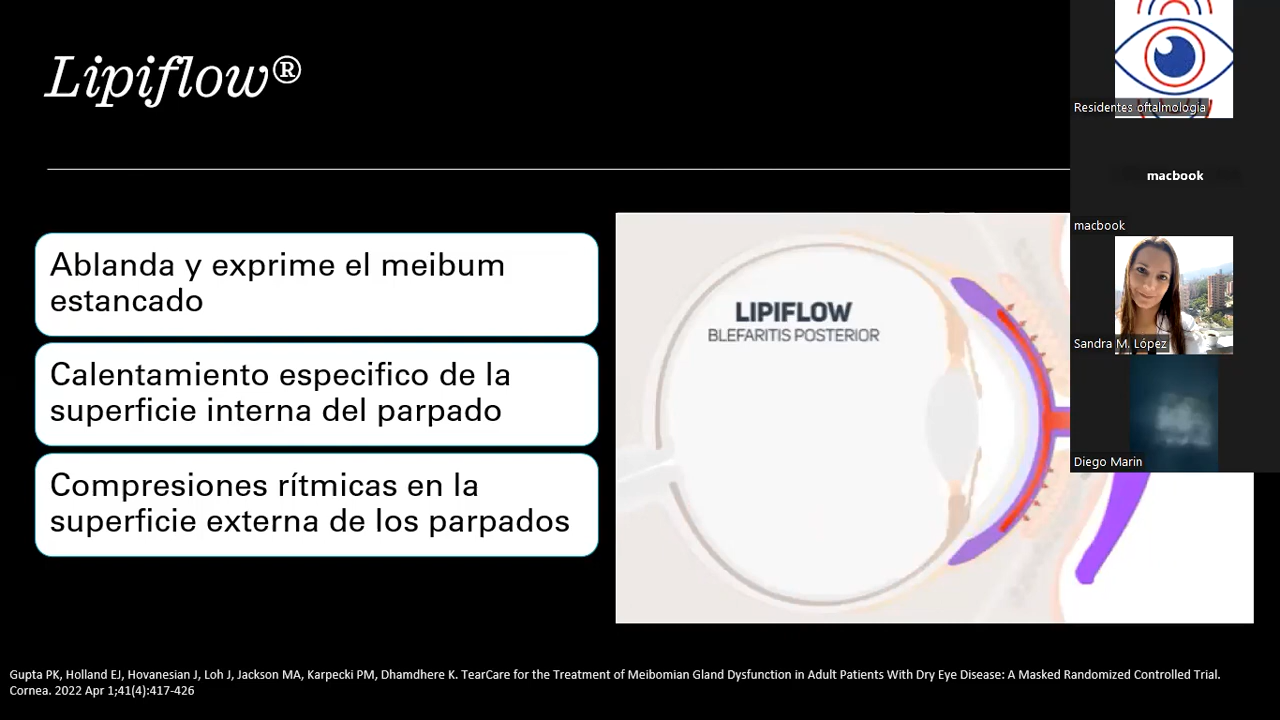 Lipiflow®
Ablanda y exprime el meibum
estancado
Calentamiento especifico de la
superficie interna del parpado
Compresiones rítmicas en la
superficie externa de los parpados
LIPIFLOW
BLEFARITIS POSTERIOR
Residentes oftalmologia
macbook
macbook
Sandra M. López
Diego Marin
Gupta PK, Holland EJ, Hovanesian J, Loh J, Jackson MA, Karpecki PM, Dhamdhere K. TearCare for the Treatment of Meibomian Gland Dysfunction in Adult Patients With Dry Eye Disease: A Masked Randomized Controlled Trial.
Cornea. 2022 Apr 1;41(4):417-426